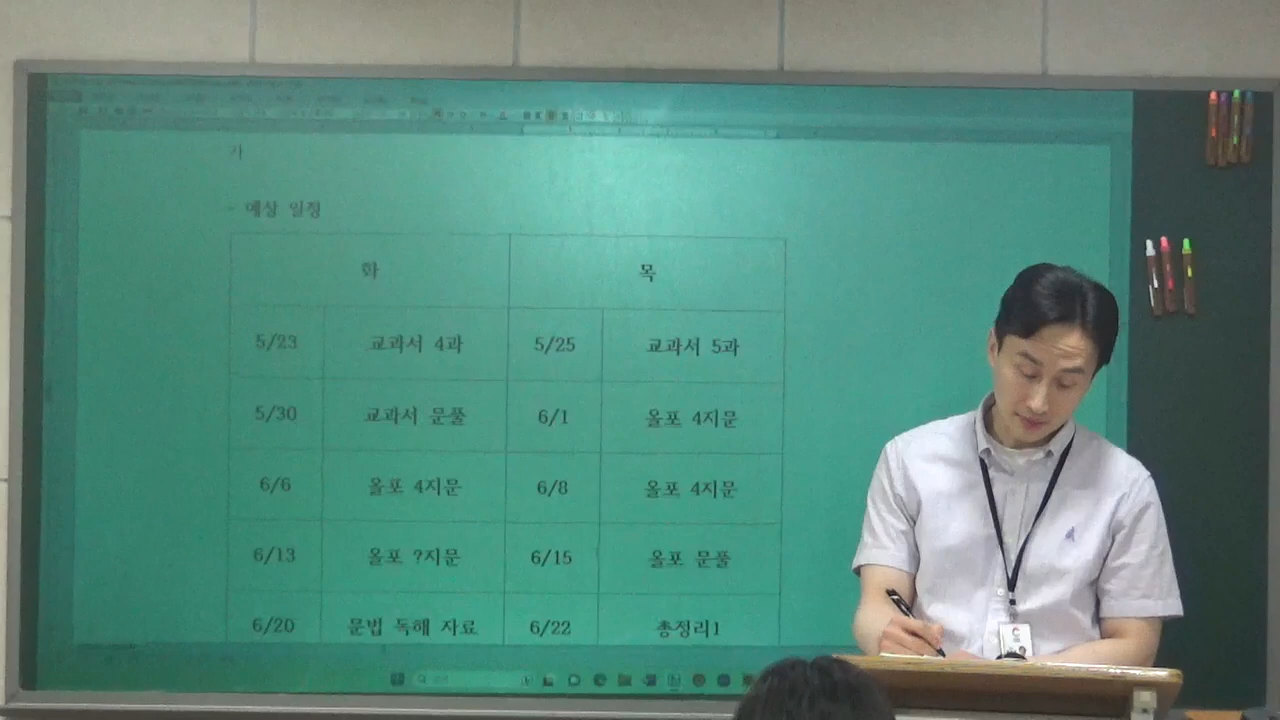 - 예상 일정
화 목
5/23 교과서 4과 5/25 교과서 5과
5/30 교과서 문풀 6/1 올포 4지문
6/6 올포 4지문 6/8 올포 4지문
6/13 올포 ?지문 6/15 올포 문풀
6/20 문법 독해 자료 6/22 총정리1